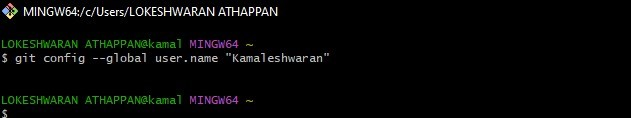 MINGW64:/c/Users/LOKESHWARAN ATHAPPAN
LOKESHWARAN ATHAPPAN@kamal MINGW64 ~
$ git config --global user.name "Kamaleshwaran"
LOKESHWARAN ATHAPPAN@kamal MINGW64 ~
$